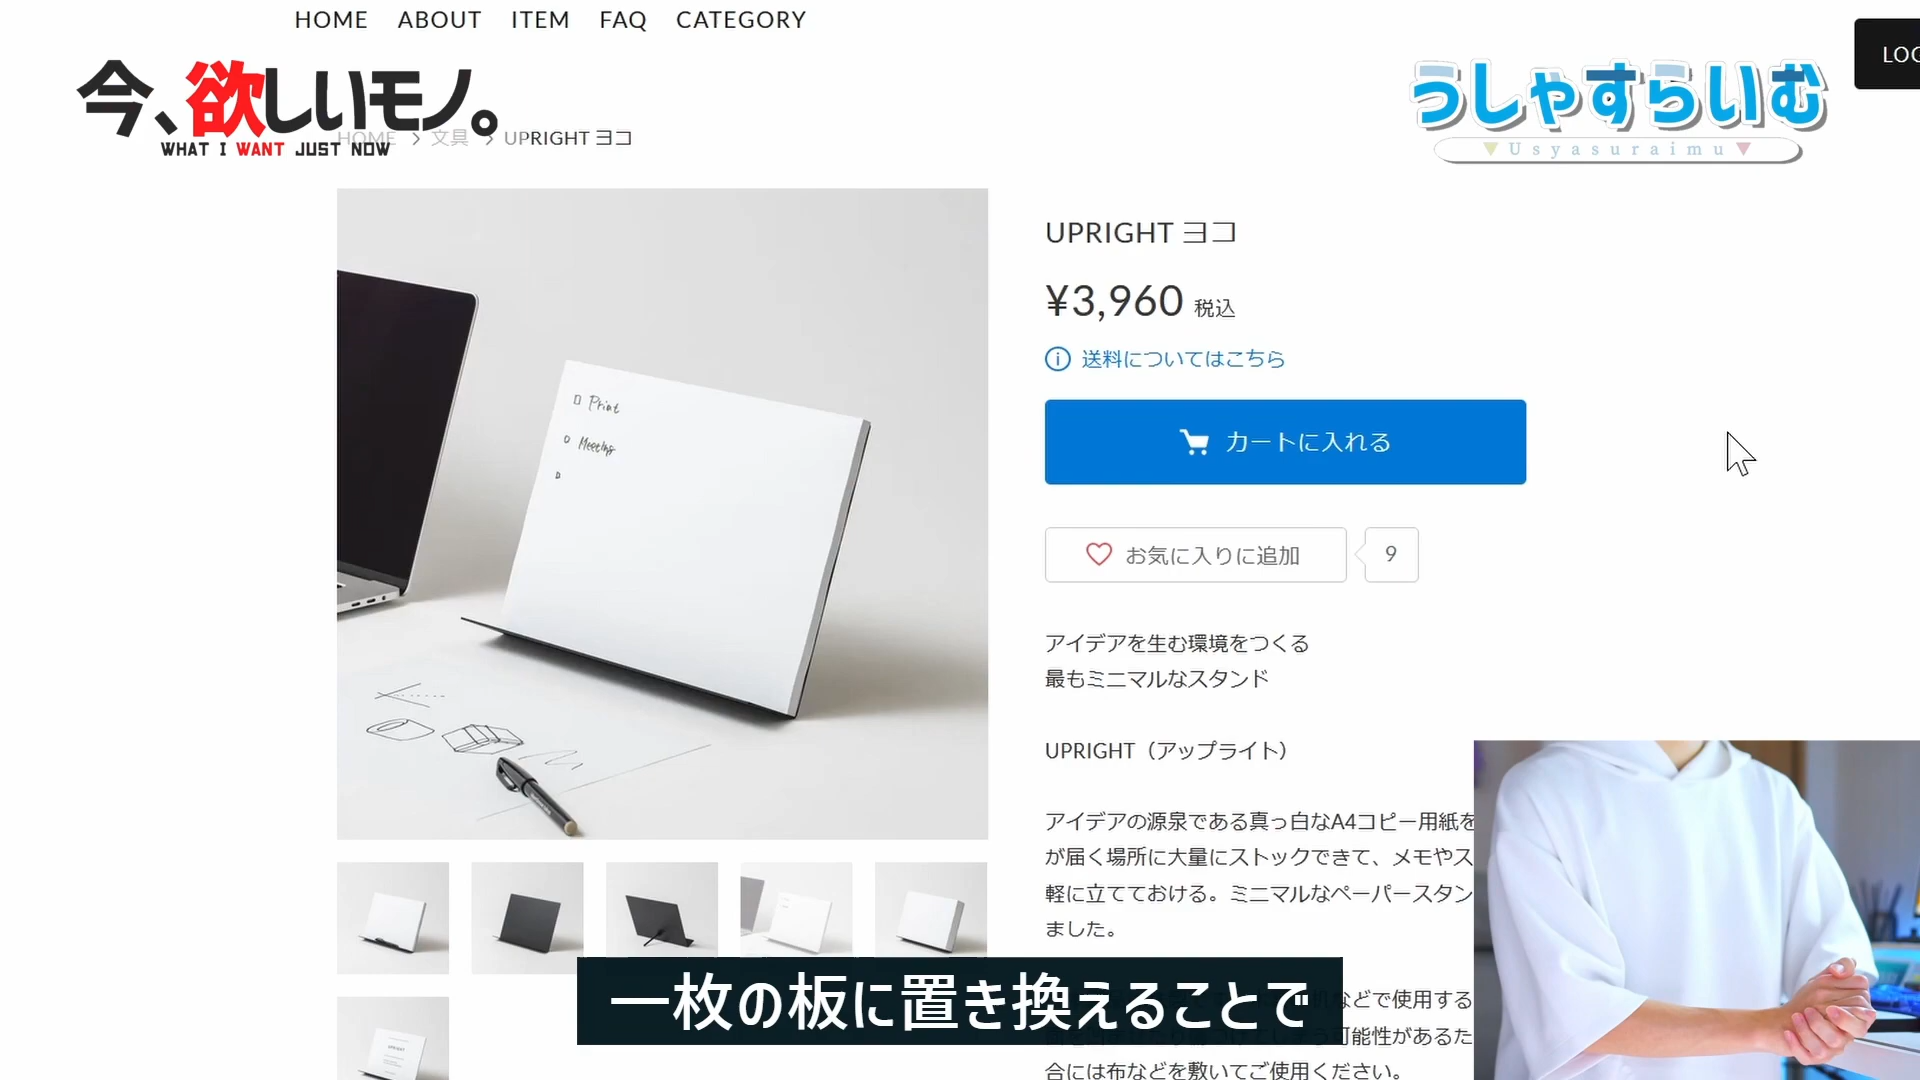 HOME ABOUT ITEM FAQ CATEGORY
LOG
今、欲しいモノ。
WHAT I WANT JUST NOW
うしゃすらいむ
Usyasuraimu
HOME > 文具 > UPRIGHT ヨコ
UPRIGHT ヨコ
¥3,960 税込
送料についてはこちら
カートに入れる
お気に入りに追加 9
アイデアを生む環境をつくる
最もミニマルなスタンド
UPRIGHT（アップライト）
アイデアの源泉である真っ白なA4コピー用紙を
が届く場所に大量にストックできて、メモやス
軽に立てておける。ミニマルなペーパースタン
ました。
Print
Meeting
などで使用する
可能性があるた
合には布などを敷いてご使用ください。
一枚の板に置き換えることで